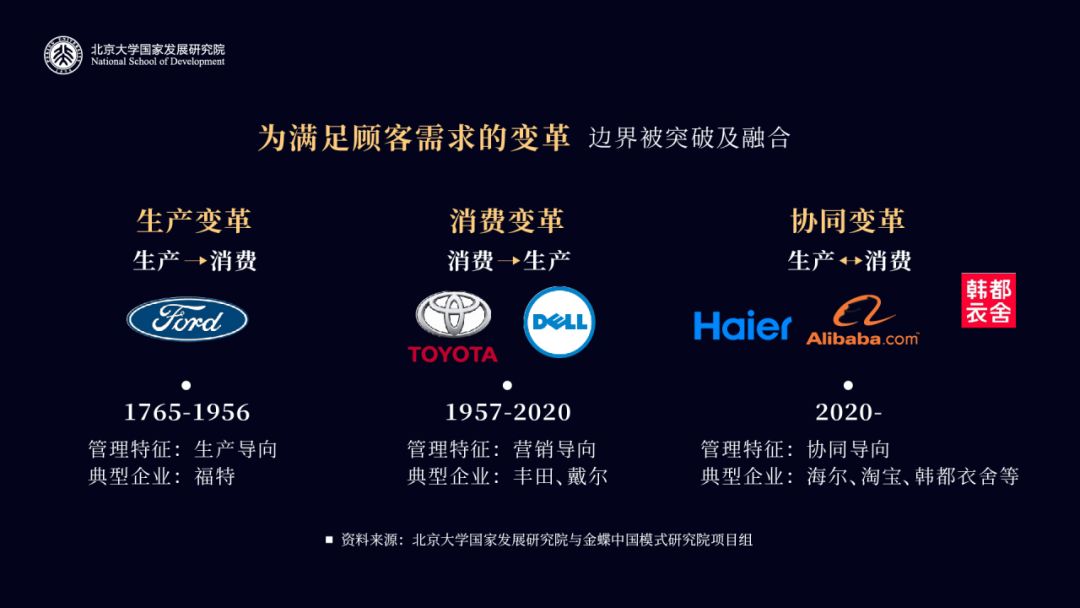 北京大学国家发展研究院
National School of Development
为满足顾客需求的变革 边界被突破及融合
生产变革
生产→消费
Ford
1765-1956
管理特征：生产导向
典型企业：福特
消费变革
消费→生产
TOYOTA
DELL
1957-2020
管理特征：营销导向
典型企业：丰田、戴尔
协同变革
生产↔消费
Haier
Alibaba.com
韩都
衣舍
2020-
管理特征：协同导向
典型企业：海尔、淘宝、韩都衣舍等
■ 资料来源：北京大学国家发展研究院与金蝶中国模式研究院项目组